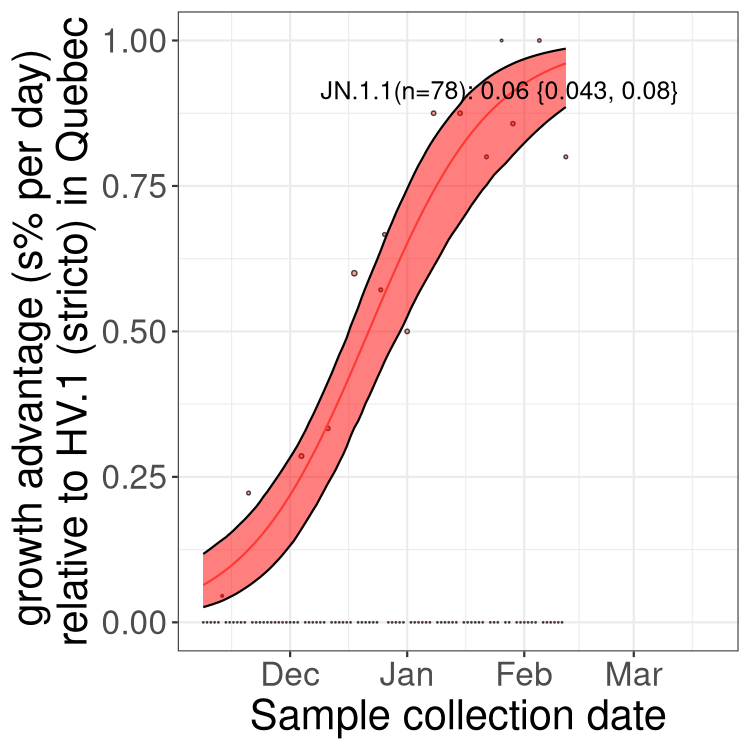 growth advantage (s% per day)
relative to HV.1 (stricto) in Quebec
1.00
0.75
0.50
0.25
0.00
JN.1.1(n=78): 0.06 {0.043, 0.08}
Dec
Jan
Feb
Mar
Sample collection date